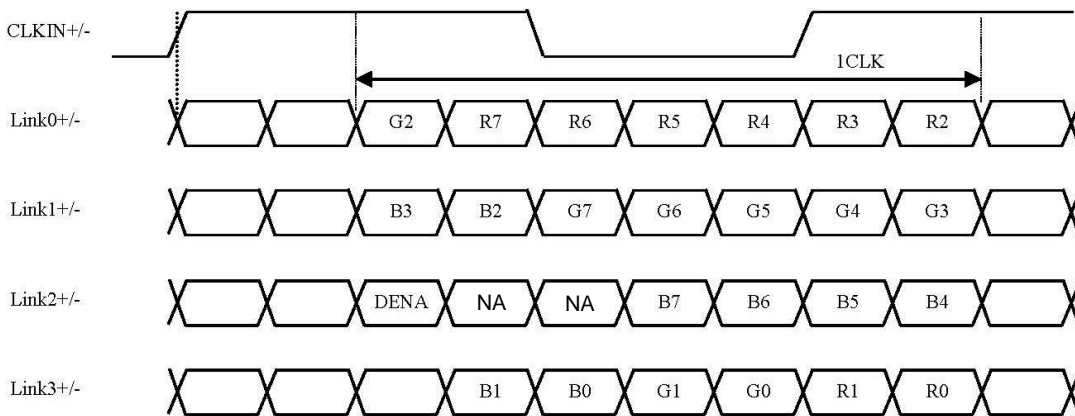 CLKIN+/-
1CLK
Link0+/- G2 R7 R6 R5 R4 R3 R2
Link1+/- B3 B2 G7 G6 G5 G4 G3
Link2+/- DENA NA NA B7 B6 B5 B4
Link3+/- B1 B0 G1 G0 R1 R0